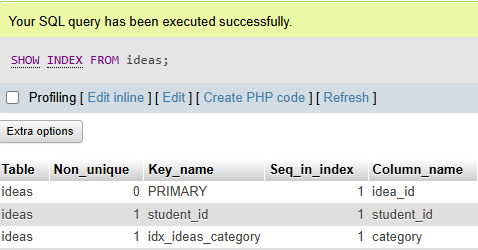 Your SQL query has been executed successfully.
SHOW INDEX FROM ideas;
Profiling [ Edit inline ] [ Edit ] [ Create PHP code ] [ Refresh ]
Extra options
Table Non_unique Key_name Seq_in_index Column_name
ideas 0 PRIMARY 1 idea_id
ideas 1 student_id 1 student_id
ideas 1 idx_ideas_category 1 category